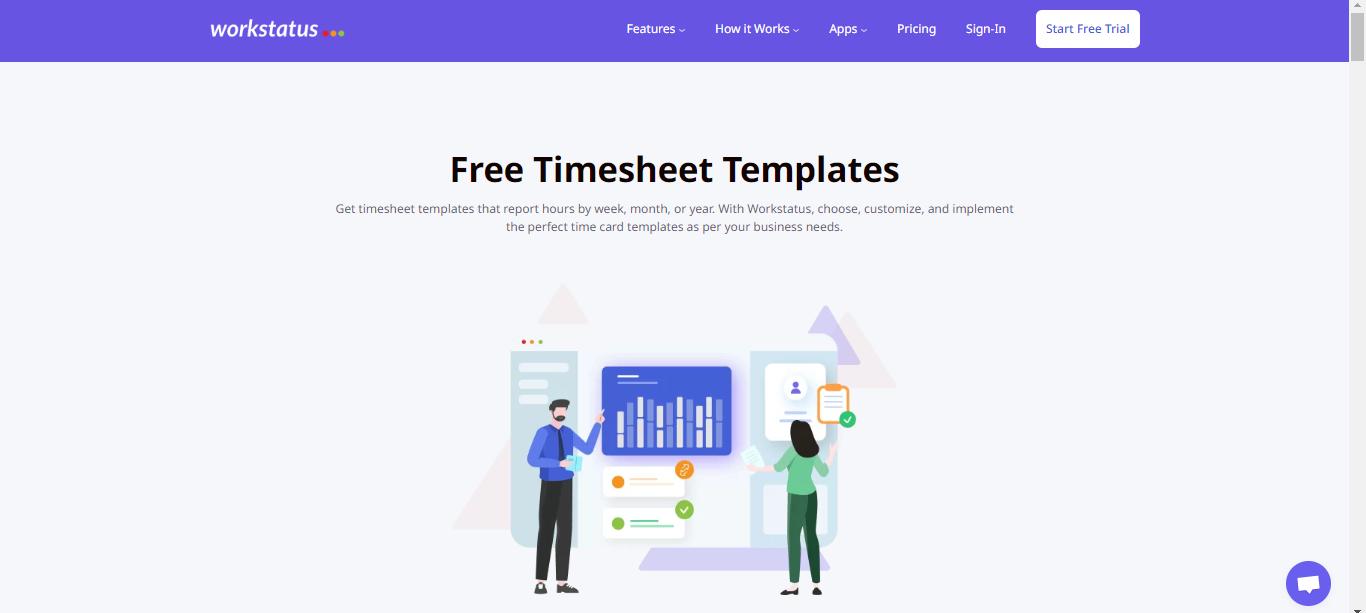 workstatus
Features
How it Works
Apps
Pricing
Sign-In
Start Free Trial
Free Timesheet Templates
Get timesheet templates that report hours by week, month, or year. With Workstatus, choose, customize, and implement
the perfect time card templates as per your business needs.